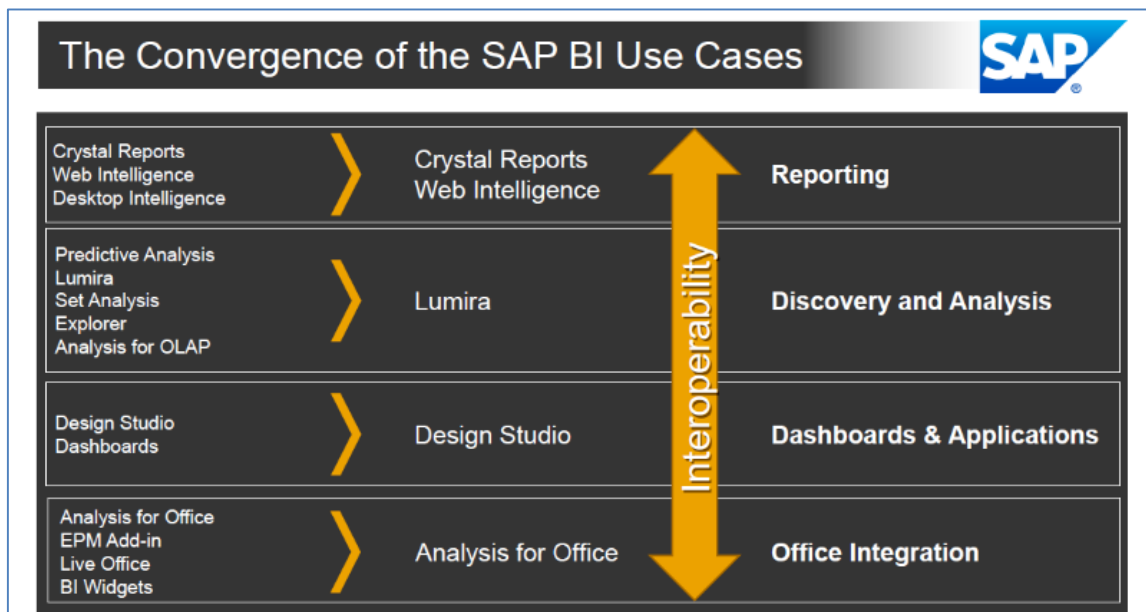 The Convergence of the SAP BI Use Cases
SAP
®
Crystal Reports
Web Intelligence
Desktop Intelligence
Crystal Reports
Web Intelligence
Reporting
Predictive Analysis
Lumira
Set Analysis
Explorer
Analysis for OLAP
Lumira
Discovery and Analysis
Design Studio
Dashboards
Design Studio
Dashboards & Applications
Analysis for Office
EPM Add-in
Live Office
BI Widgets
Analysis for Office
Office Integration
Interoperability